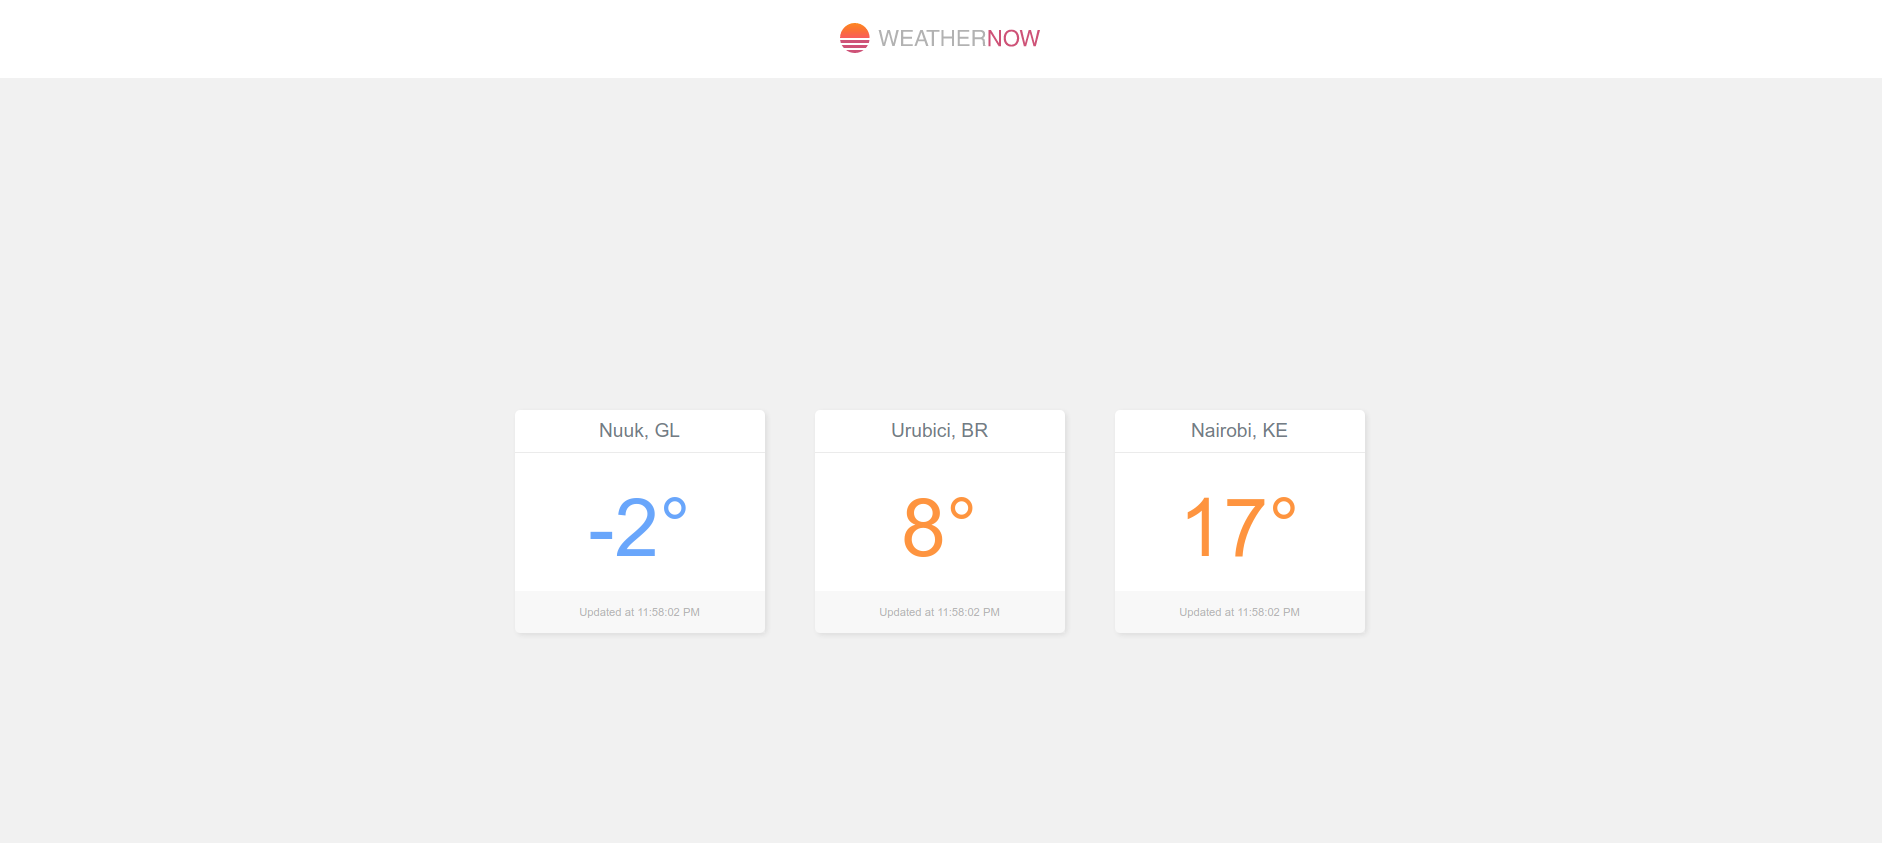 WEATHERNOW
Nuuk, GL
-2°
Updated at 11:58:02 PM
Urubici, BR
8°
Updated at 11:58:02 PM
Nairobi, KE
17°
Updated at 11:58:02 PM